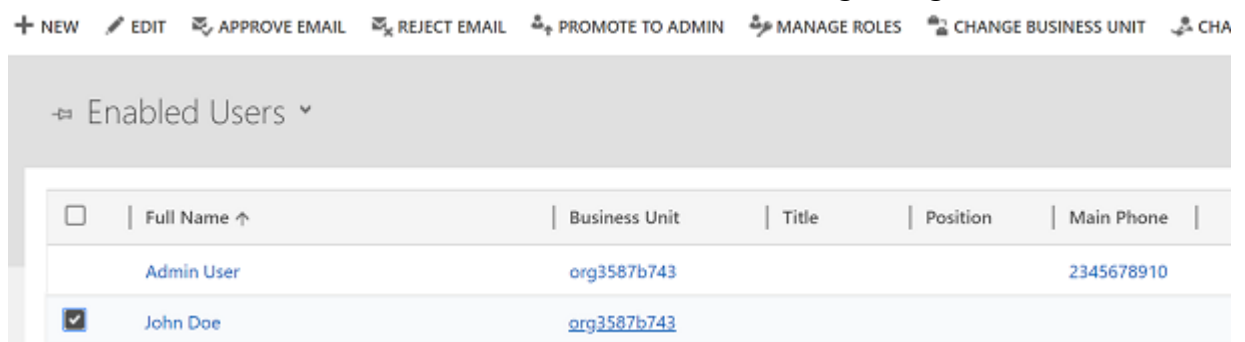 NEW EDIT APPROVE EMAIL REJECT EMAIL PROMOTE TO ADMIN MANAGE ROLES CHANGE BUSINESS UNIT CHA
Enabled Users
Full Name Business Unit Title Position Main Phone
Admin User org3587b743 2345678910
John Doe org3587b743